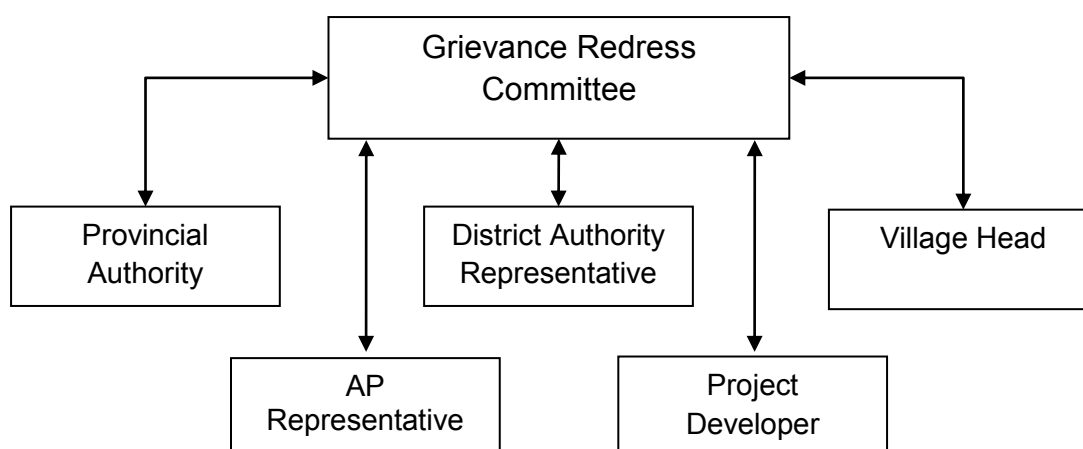 Grievance Redress
Committee
Provincial
Authority
District Authority
Representative
Village Head
AP
Representative
Project
Developer